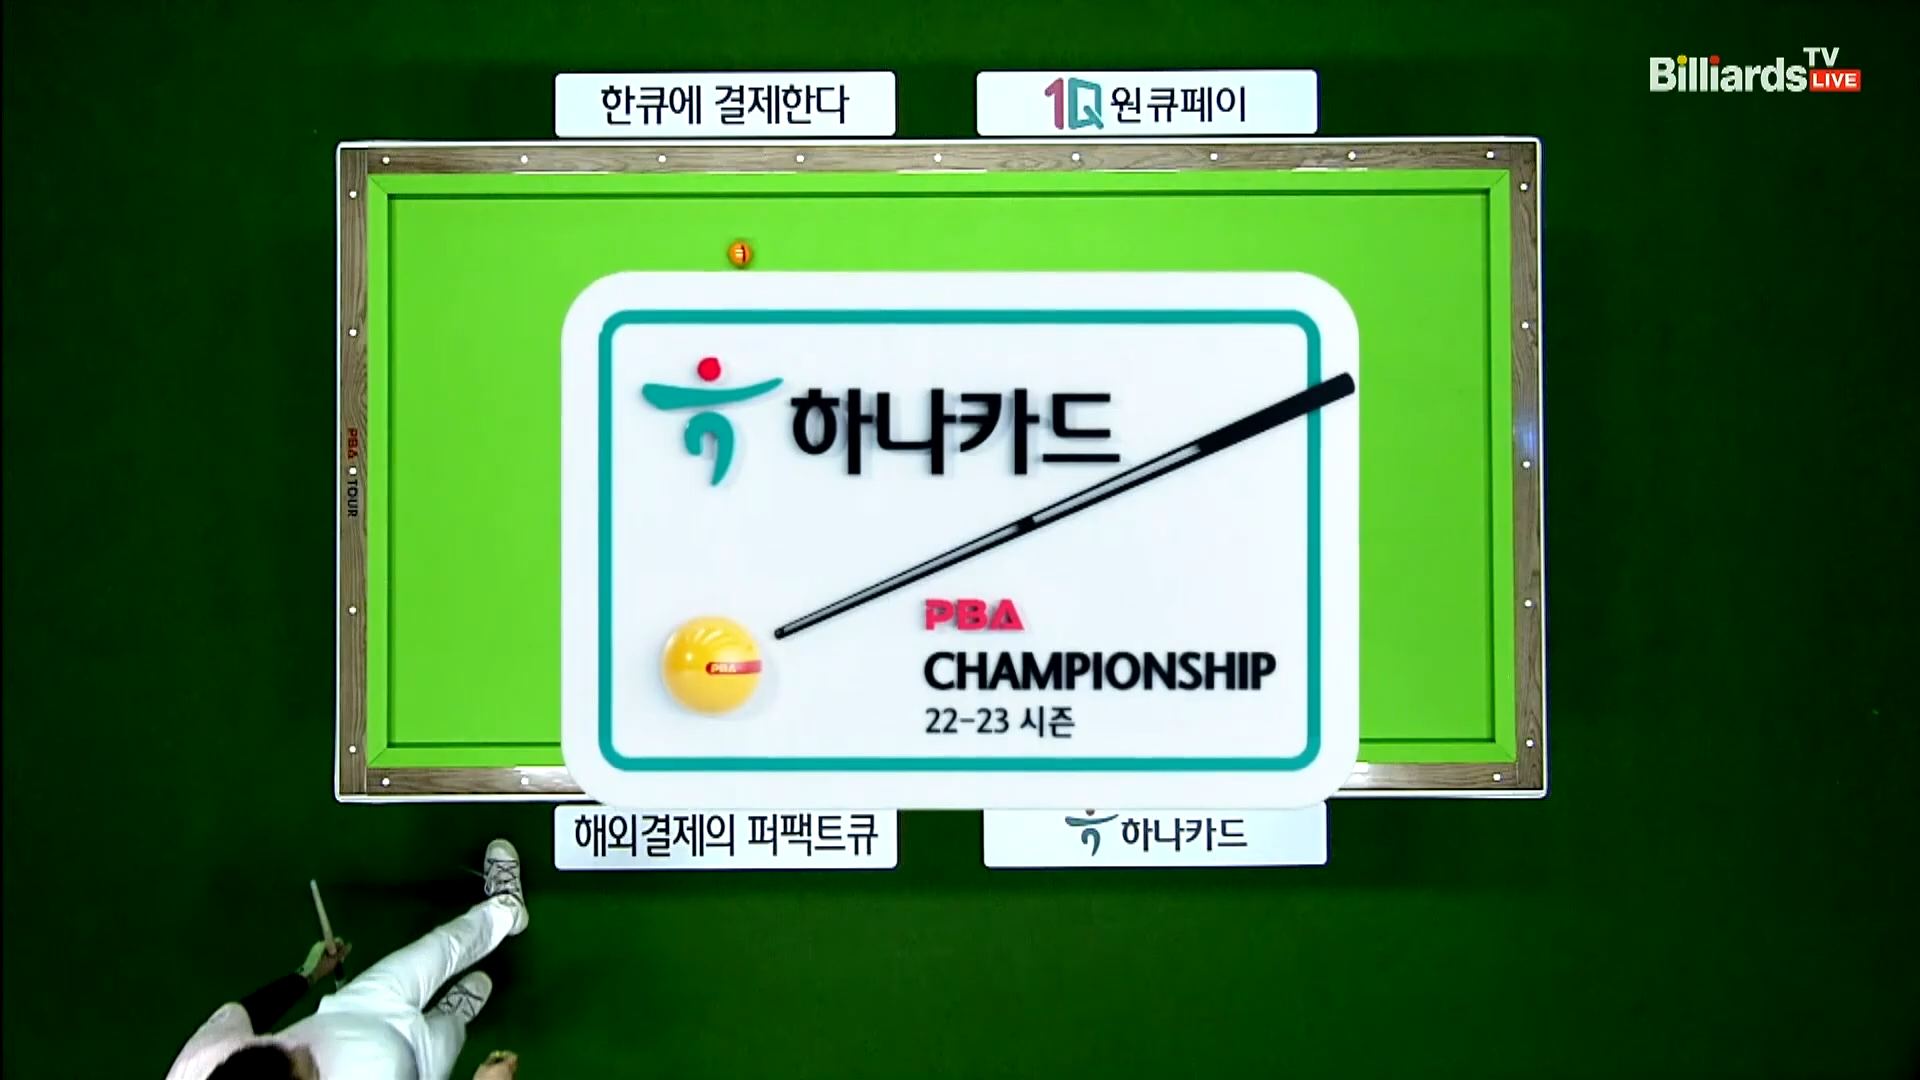 Billiards TV
LIVE
한큐에 결제한다
1Q 원큐페이
하나카드
PBA
PBA
CHAMPIONSHIP
22-23 시즌
PBA TOUR
해외결제의 퍼팩트큐
하나카드